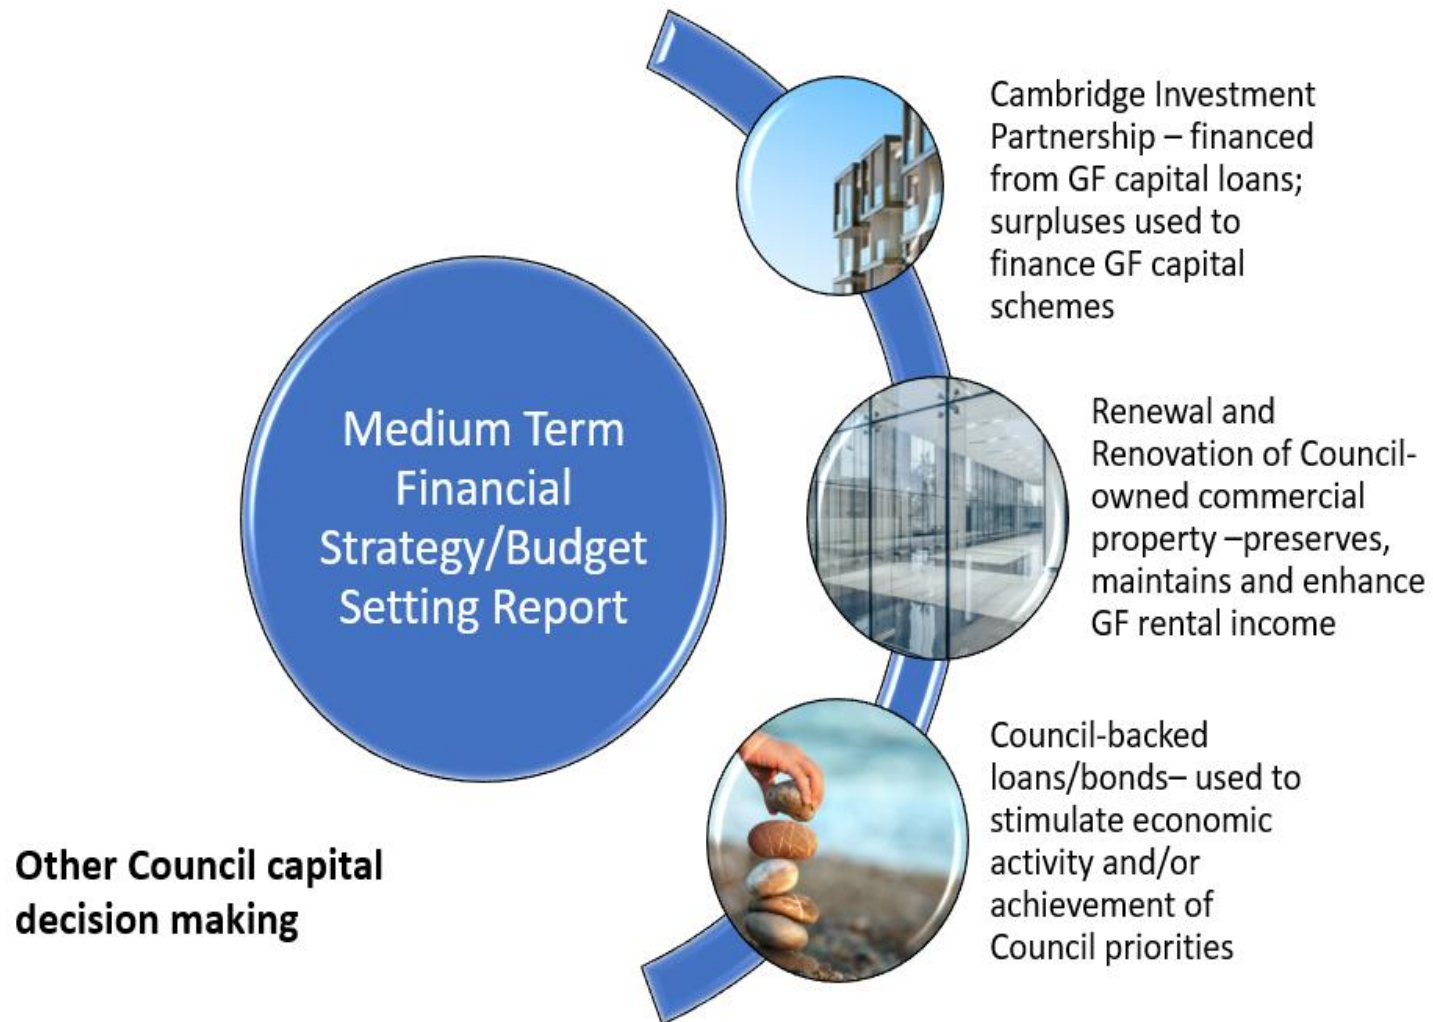 Cambridge Investment
Partnership – financed
from GF capital loans;
surpluses used to
finance GF capital
schemes
Medium Term
Financial
Strategy/Budget
Setting Report
Renewal and
Renovation of Council-
owned commercial
property –preserves,
maintains and enhance
GF rental income
Council-backed
loans/bonds– used to
stimulate economic
activity and/or
achievement of
Council priorities
Other Council capital
decision making